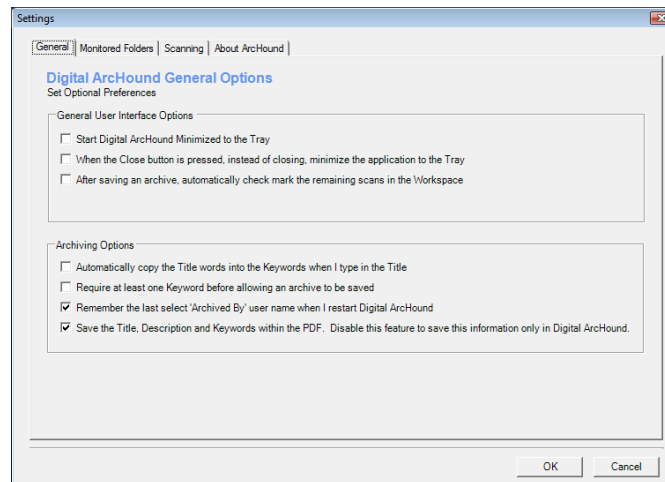 Settings
General Monitored Folders Scanning About ArcHound
Digital ArcHound General Options
Set Optional Preferences
General User Interface Options
Start Digital ArcHound Minimized to the Tray
When the Close button is pressed, instead of closing, minimize the application to the Tray
After saving an archive, automatically check mark the remaining scans in the Workspace
Archiving Options
Automatically copy the Title words into the Keywords when I type in the Title
Require at least one Keyword before allowing an archive to be saved
Remember the last select 'Archived By' user name when I restart Digital ArcHound
Save the Title, Description and Keywords within the PDF.  Disable this feature to save this information only in Digital ArcHound.
OK Cancel